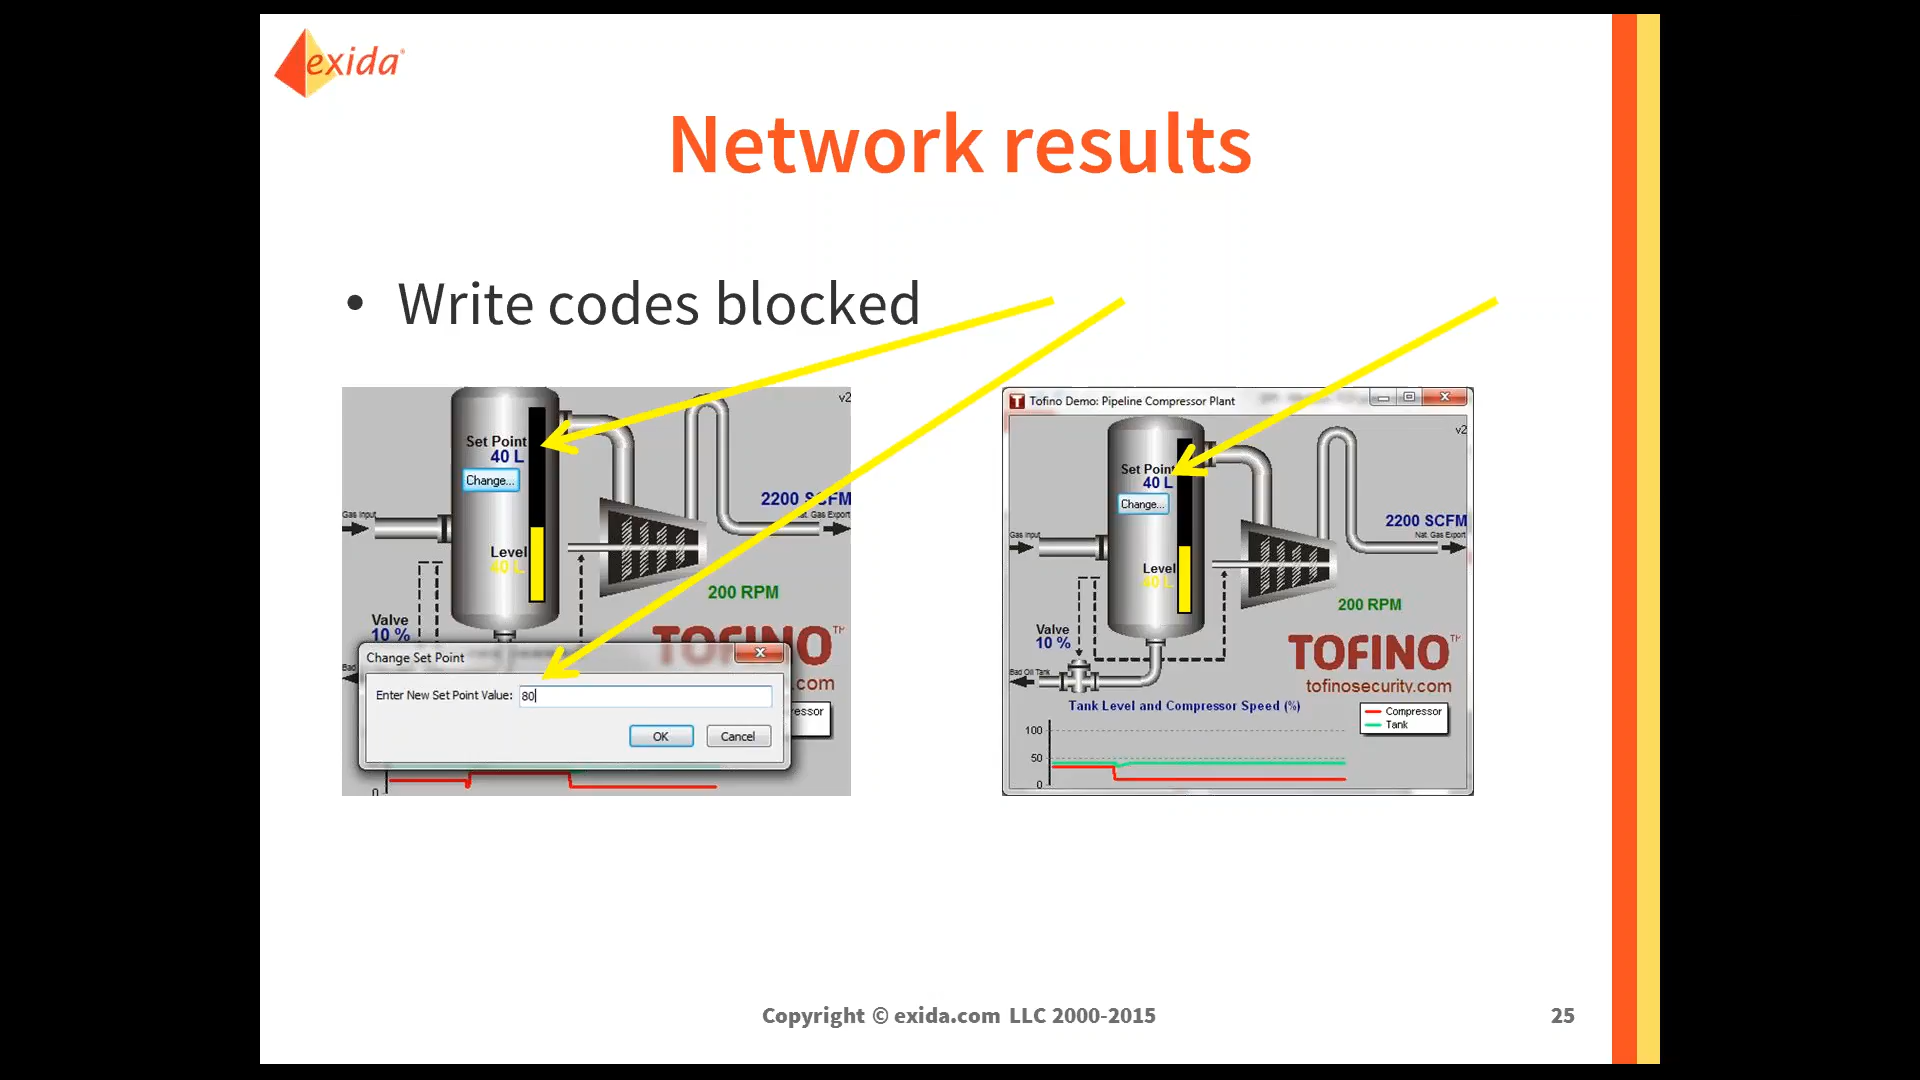 exida
Network results
• Write codes blocked
v2
Set Point
40 L
Change...
2200 SCFM
Gas Input
Nat. Gas Export
Level
40 L
200 RPM
Valve
10 %
TOFINO™
.com
Bad
Change Set Point
Enter New Set Point Value: 80
OK Cancel
ressor
0
Tofino Demo: Pipeline Compressor Plant
v2
Set Point
40 L
Change...
2200 SCFM
Gas Input
Nat. Gas Export
Level
40 L
200 RPM
Valve
10 %
TOFINO™
Bad Oil Tank
tofinosecurity.com
Tank Level and Compressor Speed (%)
Compressor
Tank
100
50
0
Copyright © exida.com LLC 2000-2015
25